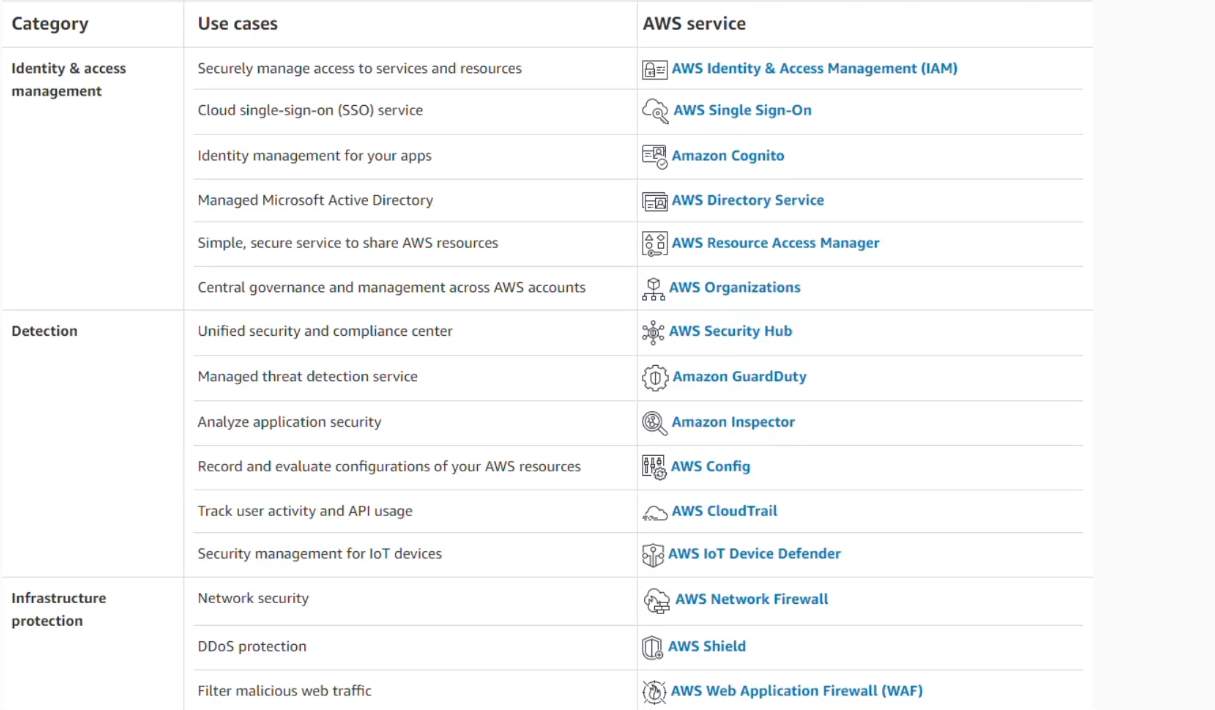 Category Use cases AWS service
Identity & access
management
Securely manage access to services and resources AWS Identity & Access Management (IAM)
Cloud single-sign-on (SSO) service AWS Single Sign-On
Identity management for your apps Amazon Cognito
Managed Microsoft Active Directory AWS Directory Service
Simple, secure service to share AWS resources AWS Resource Access Manager
Central governance and management across AWS accounts AWS Organizations
Detection Unified security and compliance center AWS Security Hub
Managed threat detection service Amazon GuardDuty
Analyze application security Amazon Inspector
Record and evaluate configurations of your AWS resources AWS Config
Track user activity and API usage AWS CloudTrail
Security management for IoT devices AWS IoT Device Defender
Infrastructure
protection
Network security AWS Network Firewall
DDoS protection AWS Shield
Filter malicious web traffic AWS Web Application Firewall (WAF)